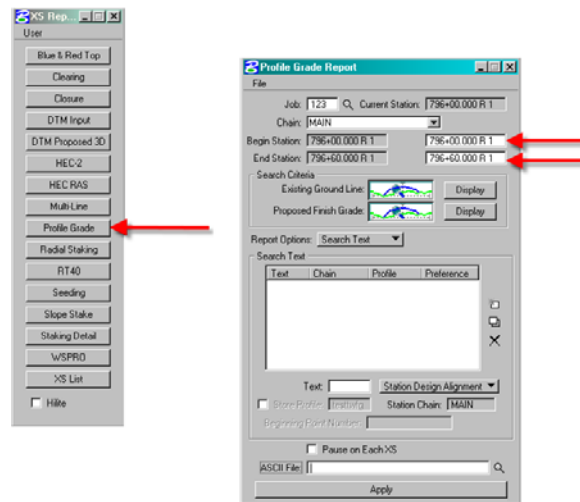 XS Rep...
User
Blue & Red Top
Clearing
Closure
DTM Input
DTM Proposed 3D
HEC-2
HEC RAS
Multi-Line
Profile Grade
Radial Staking
RT40
Seeding
Slope Stake
Staking Detail
WSPRO
XS List
Hilite
Profile Grade Report
File
Job: 123 Current Station: 796+00.000 R 1
Chain: MAIN
Begin Station: 796+00.000 R 1 796+00.000 R 1
End Station: 796+60.000 R 1 796+60.000 R 1
Search Criteria
Existing Ground Line: Display
Proposed Finish Grade: Display
Report Options: Search Text
Search Text
Text Chain Profile Preference
Text: Station Design Alignment
Store Profile: Station Chain: MAIN
Beginning Point Number:
Pause on Each XS
ASCII File:
Apply